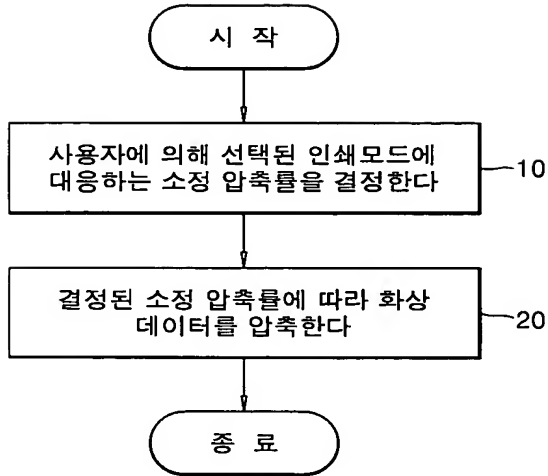 시 작
사용자에 의해 선택된 인쇄모드에
대응하는 소정 압축률을 결정한다
10
결정된 소정 압축률에 따라 화상
데이터를 압축한다
20
종 료